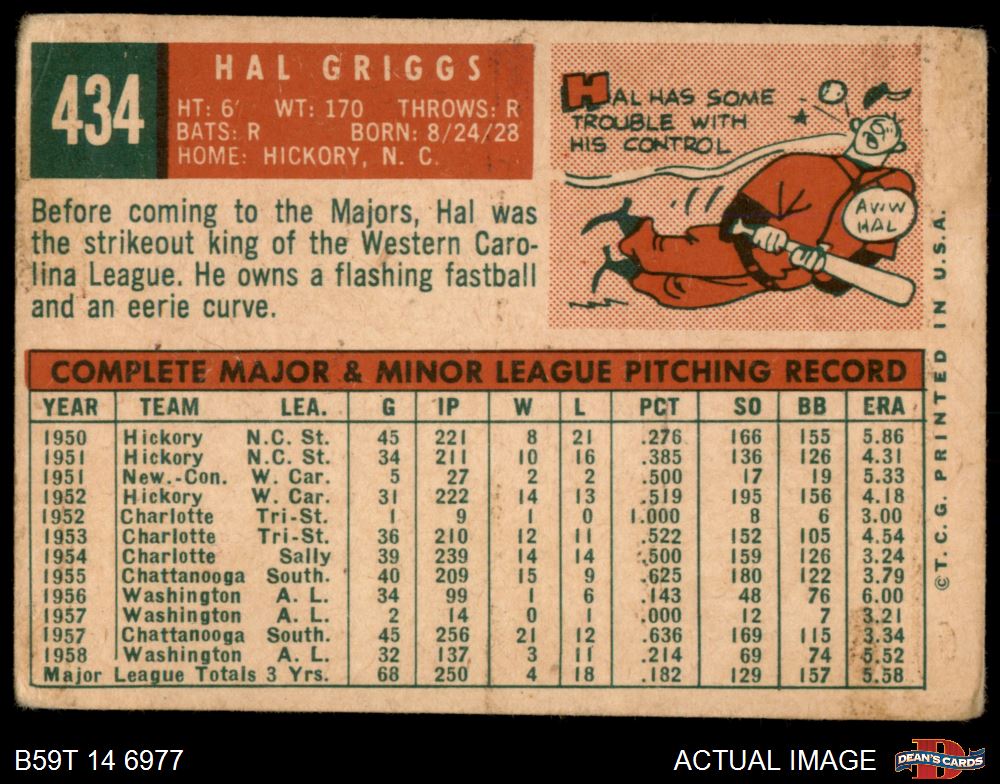 434
HAL GRIGGS
HT: 6' WT: 170 THROWS: R
BATS: R BORN: 8/24/28
HOME: HICKORY, N. C.
Before coming to the Majors, Hal was
the strikeout king of the Western Caro-
lina League. He owns a flashing fastball
and an eerie curve.
HAL HAS SOME
TROUBLE WITH
HIS CONTROL
AWW
HAL
COMPLETE MAJOR & MINOR LEAGUE PITCHING RECORD
YEAR TEAM LEA. G IP W L PCT SO BB ERA
1950 Hickory N.C. St. 45 221 8 21 .276 166 155 5.86
1951 Hickory N.C. St. 34 211 10 16 .385 136 126 4.31
1951 New.-Con. W. Car. 5 27 2 2 .500 17 19 5.33
1952 Hickory W. Car. 31 222 14 13 .519 195 156 4.18
1952 Charlotte Tri-St. 1 9 1 0 1.000 8 6 3.00
1953 Charlotte Tri-St. 36 210 12 11 .522 152 105 4.54
1954 Charlotte Sally 39 239 14 14 .500 159 126 3.24
1955 Chattanooga South. 40 209 15 9 .625 180 122 3.79
1956 Washington A. L. 34 99 1 6 .143 48 76 6.00
1957 Washington A. L. 2 14 0 1 .000 12 7 3.21
1957 Chattanooga South. 45 256 21 12 .636 169 115 3.34
1958 Washington A. L. 32 137 3 11 .214 69 74 5.52
Major League Totals 3 Yrs. 68 250 4 18 .182 129 157 5.58
© T. C. G. PRINTED IN U.S.A.
B59T 14 6977
ACTUAL IMAGE
DEAN'S CARDS